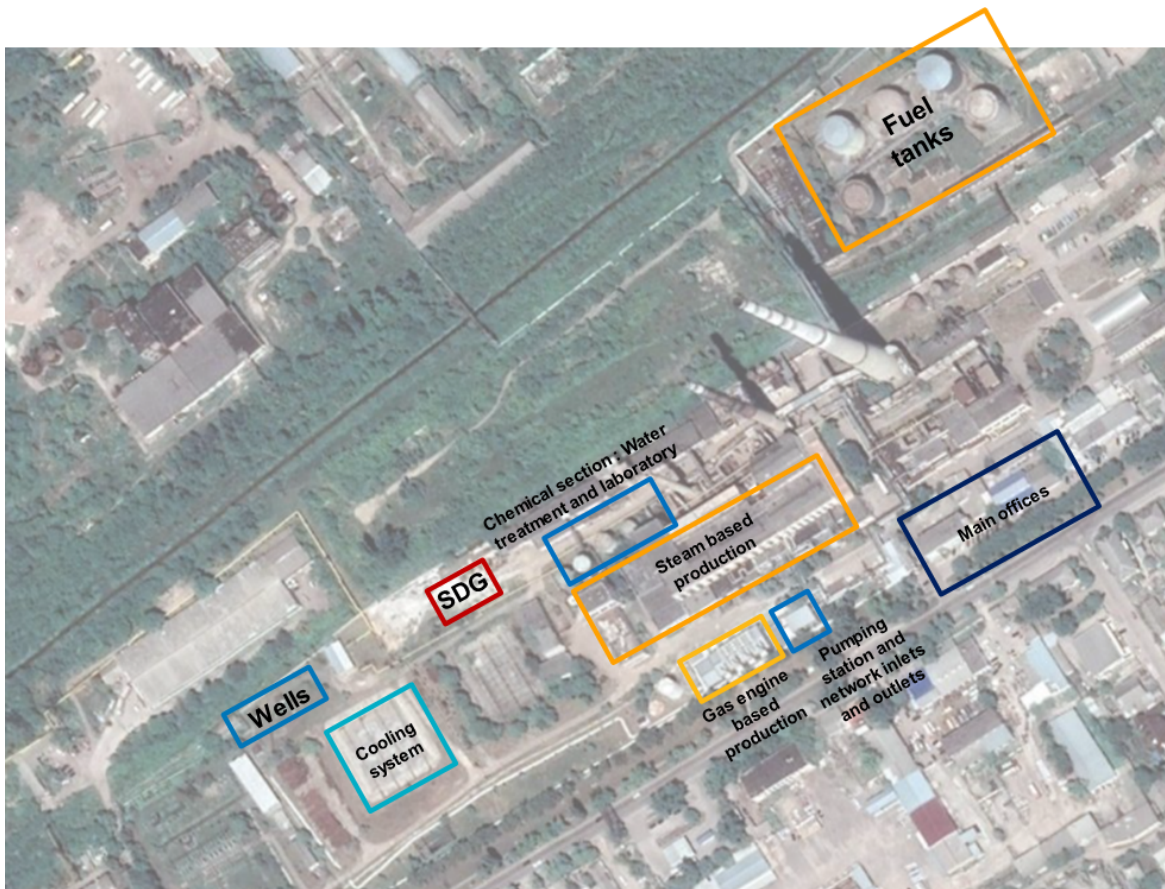 Fuel
tanks
Chemical section : Water
treatment and laboratory
Steam based
production
Main offices
SDG
Pumping
station and
network inlets
and outlets
Gas engine
based
production
Wells
Cooling
system